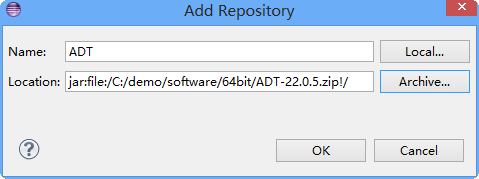 Add Repository
Name: ADT Local...
Location: jar:file:/C:/demo/software/64bit/ADT-22.0.5.zip!/ Archive...
? OK Cancel